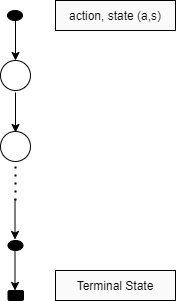 action, state (a,s)
Terminal State